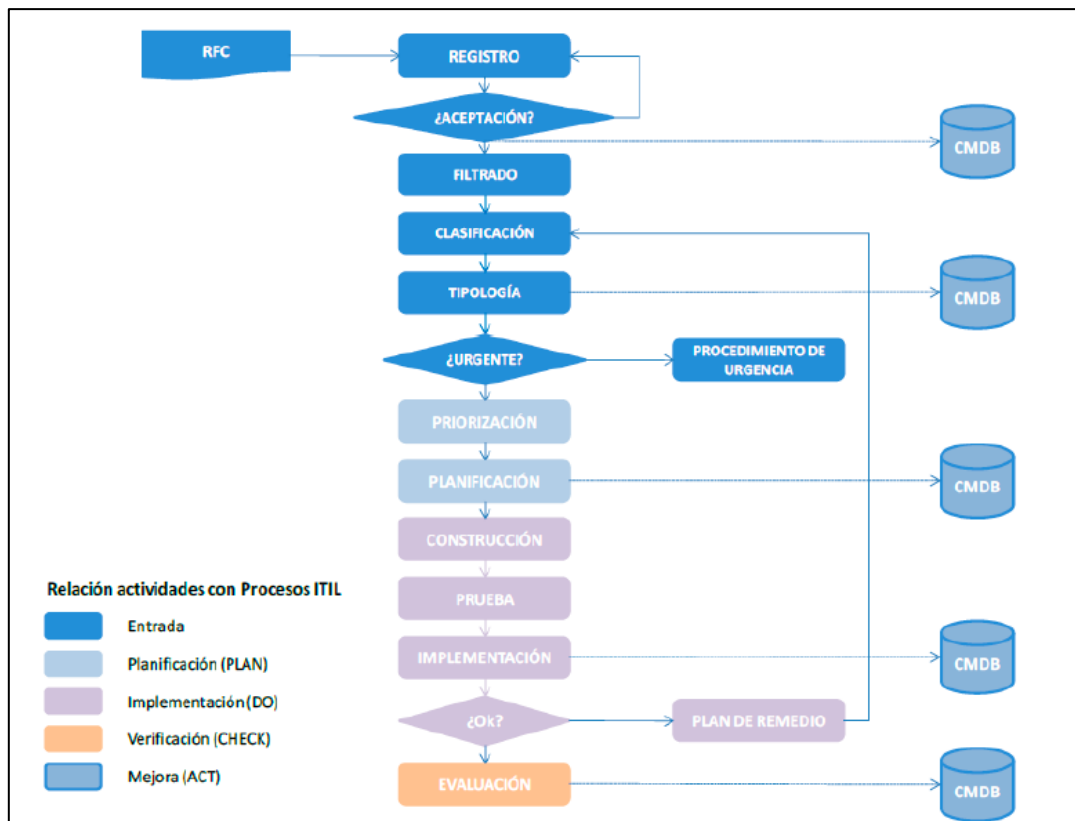 RFC
REGISTRO
¿ACEPTACIÓN?
CMDB
FILTRADO
CLASIFICACIÓN
TIPOLOGÍA
CMDB
¿URGENTE?
PROCEDIMIENTO DE
URGENCIA
PRIORIZACIÓN
PLANIFICACIÓN
CMDB
CONSTRUCCIÓN
PRUEBA
IMPLEMENTACIÓN
CMDB
¿Ok?
PLAN DE REMEDIO
EVALUACIÓN
CMDB
Relación actividades con Procesos ITIL
Entrada
Planificación (PLAN)
Implementación (DO)
Verificación (CHECK)
Mejora (ACT)